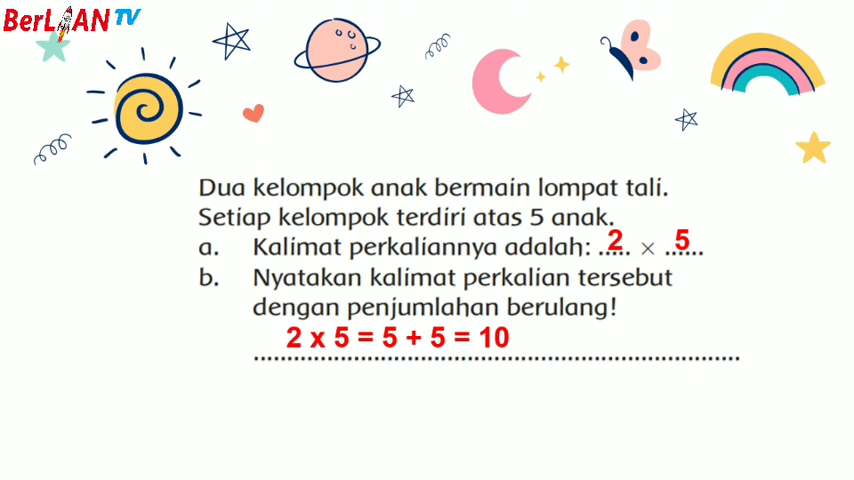 BerLIAN TV
Dua kelompok anak bermain lompat tali.
Setiap kelompok terdiri atas 5 anak.
a. Kalimat perkaliannya adalah: ..2.. × ..5...
b. Nyatakan kalimat perkalian tersebut
dengan penjumlahan berulang!
2 x 5 = 5 + 5 = 10